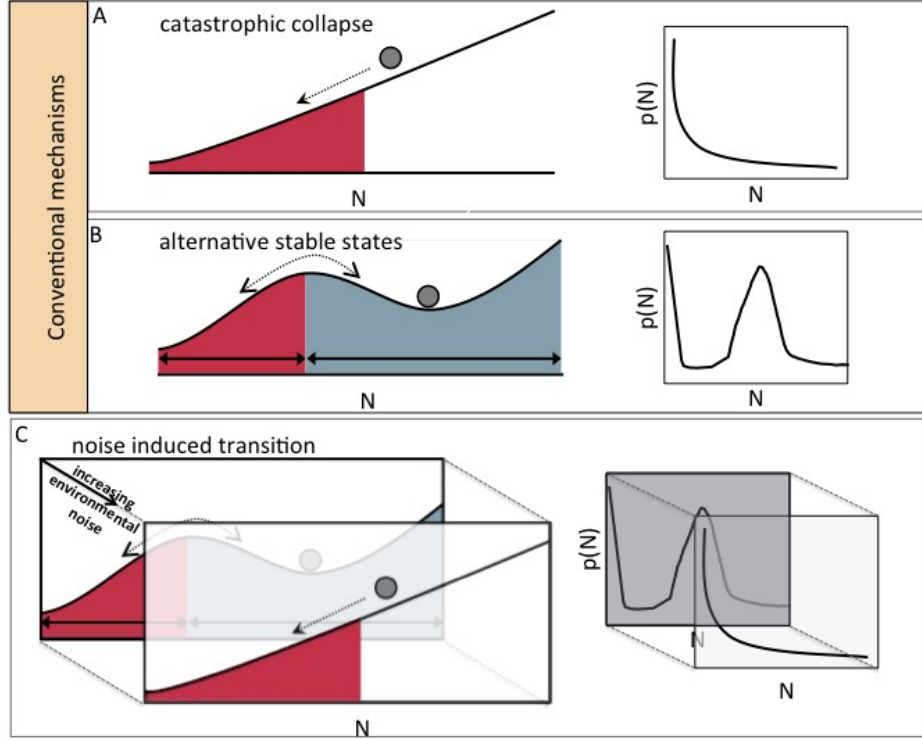 Conventional mechanisms
A
catastrophic collapse
N
p(N)
N
B
alternative stable states
N
p(N)
N
C
noise induced transition
increasing
environmental
noise
N
p(N)
N
N